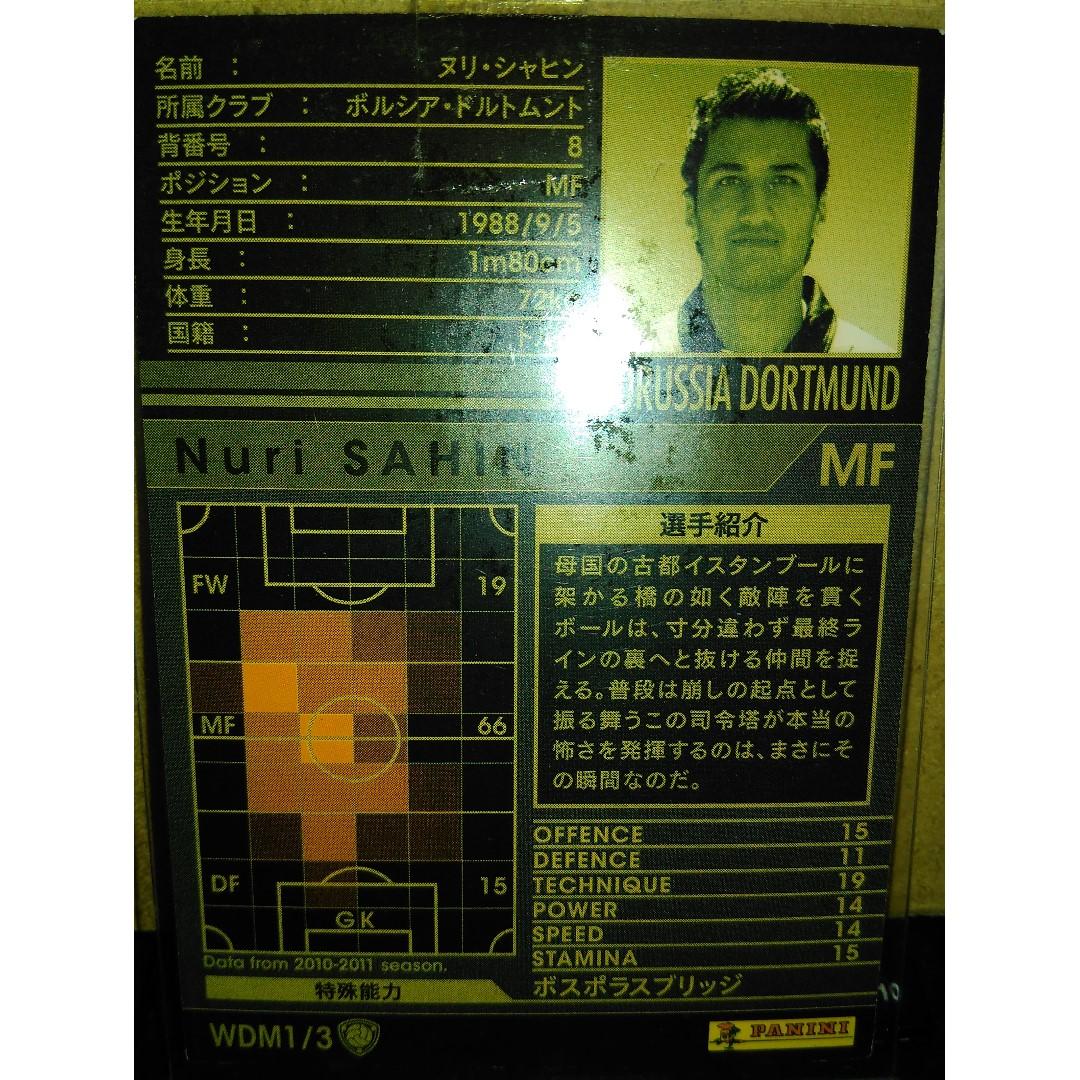 名前 : ヌリ・シャヒン
所属クラブ : ボルシア・ドルトムント
背番号 : 8
ポジション : MF
生年月日 : 1988/9/5
身長 : 1m80cm
体重 :
国籍 :
DORTMUND
Nuri SAHIN
MF
FW 19
MF 66
DF 15
GK
Data from 2010-2011 season.
選手紹介
母国の古都イスタンブールに
架かる橋の如く敵陣を貫く
ボールは、寸分違わず最終ラ
インの裏へと抜ける仲間を捉
える。普段は崩しの起点として
振る舞うこの司令塔が本当の
怖さを発揮するのは、まさにそ
の瞬間なのだ。
OFFENCE 15
DEFENCE 11
TECHNIQUE 19
POWER 14
SPEED 14
STAMINA 15
特殊能力 ボスポラスブリッジ
WDM1/3
PANINI